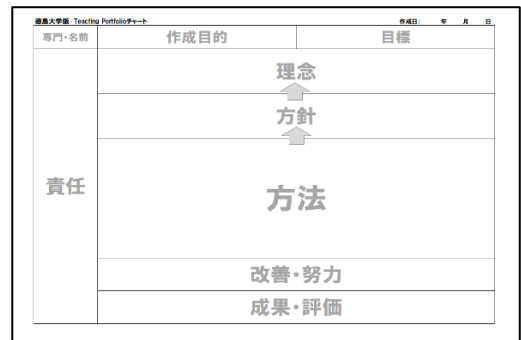 徳島大学版 Teacfing Portfolioチャート 作成日: 年 月 日
専門・名前 作成目的 目標
理念
方針
責任 方法
改善・努力
成果・評価